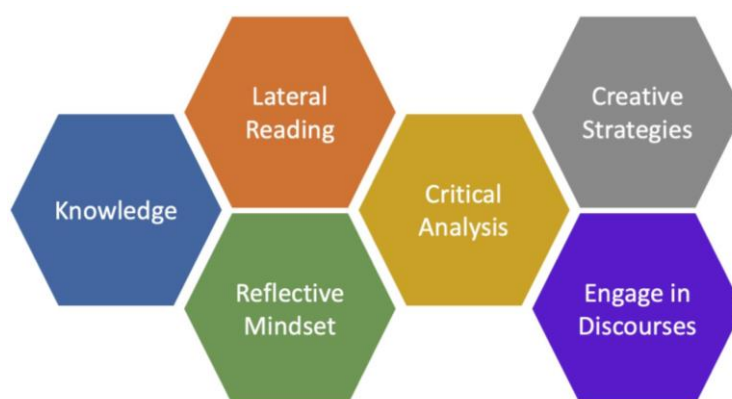 Lateral
Reading
Creative
Strategies
Knowledge
Critical
Analysis
Reflective
Mindset
Engage in
Discourses